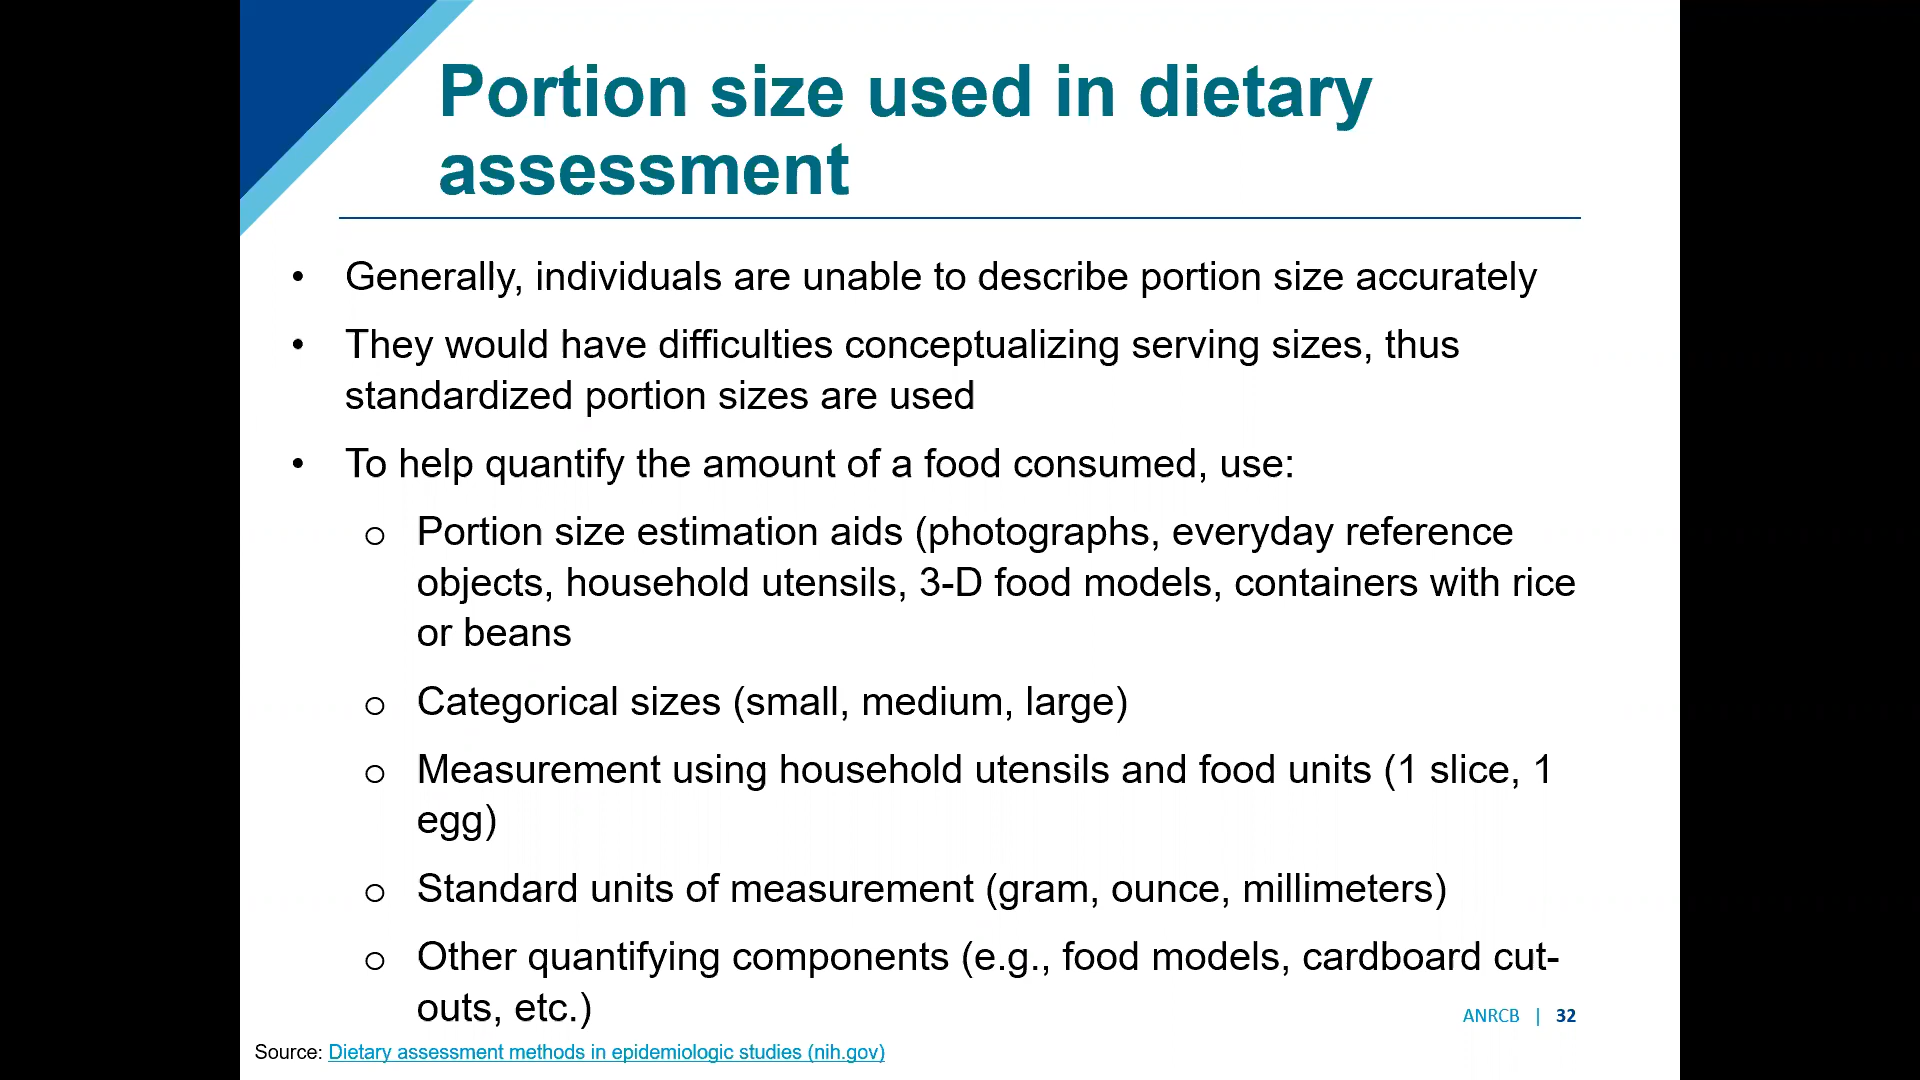 Portion size used in dietary
assessment
• Generally, individuals are unable to describe portion size accurately
• They would have difficulties conceptualizing serving sizes, thus
standardized portion sizes are used
• To help quantify the amount of a food consumed, use:
o Portion size estimation aids (photographs, everyday reference
objects, household utensils, 3-D food models, containers with rice
or beans
o Categorical sizes (small, medium, large)
o Measurement using household utensils and food units (1 slice, 1
egg)
o Standard units of measurement (gram, ounce, millimeters)
o Other quantifying components (e.g., food models, cardboard cut-
outs, etc.)
ANRCB | 32
Source: Dietary assessment methods in epidemiologic studies (nih.gov)